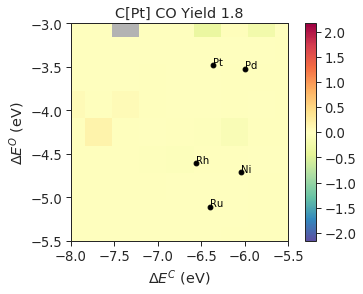 C[Pt] CO Yield 1.8
−3.0
−3.5
−4.0
−4.5
−5.0
−5.5
ΔE^O (eV)
Pt
Pd
Rh
Ni
Ru
−8.0 −7.5 −7.0 −6.5 −6.0 −5.5
ΔE^C (eV)
2.0
1.5
1.0
0.5
0.0
−0.5
−1.0
−1.5
−2.0